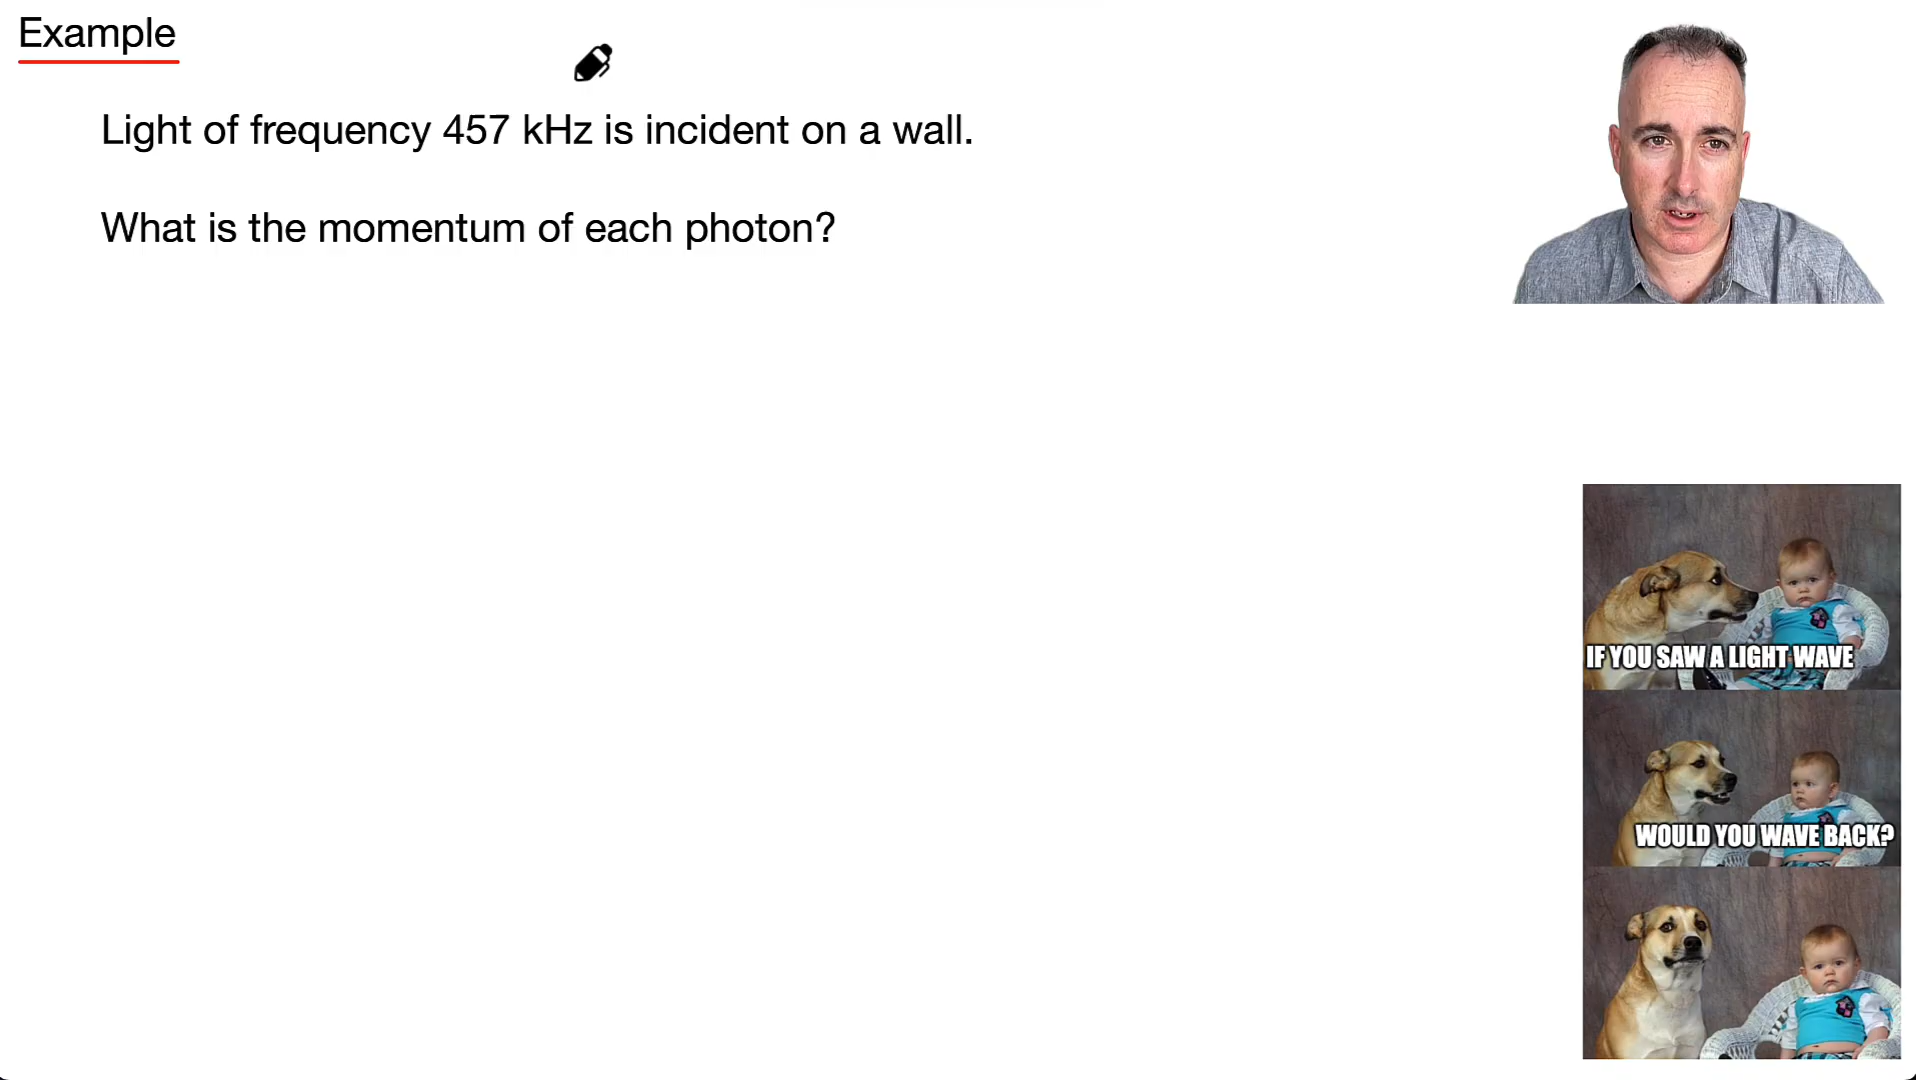 Example
Light of frequency 457 kHz is incident on a wall.
What is the momentum of each photon?
IF YOU SAW A LIGHT WAVE
WOULD YOU WAVE BACK?